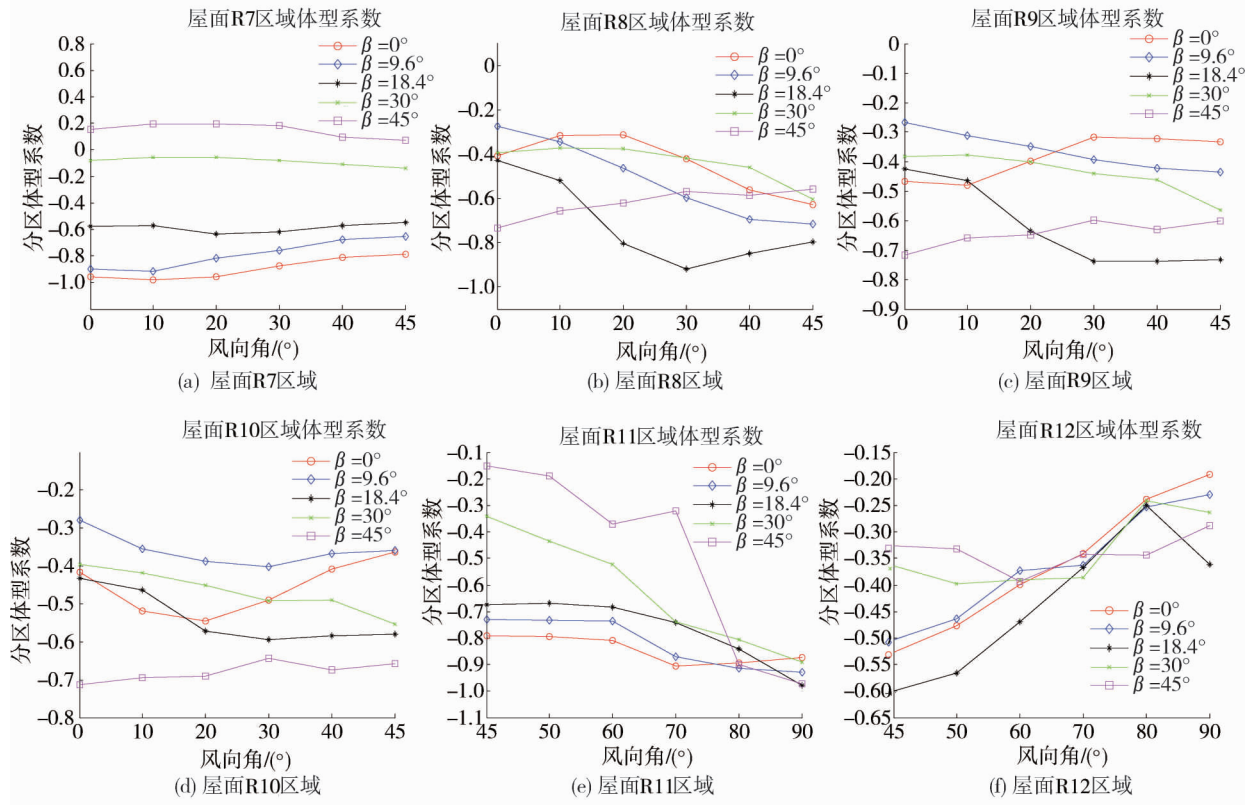 屋面R7区域体型系数
β=0°
β=9.6°
β=18.4°
β=30°
β=45°
0.8
0.6
0.4
0.2
0
−0.2
−0.4
−0.6
−0.8
−1.0
分区体型系数
0
10
20
30
40
45
风向角/(°)
(a) 屋面R7区域
屋面R8区域体型系数
β=0°
β=9.6°
β=18.4°
β=30°
β=45°
0
−0.2
−0.4
−0.6
−0.8
−1.0
分区体型系数
0
10
20
30
40
45
风向角/(°)
(b) 屋面R8区域
屋面R9区域体型系数
β=0°
β=9.6°
β=18.4°
β=30°
β=45°
0
−0.1
−0.2
−0.3
−0.4
−0.5
−0.6
−0.7
−0.8
−0.9
分区体型系数
0
10
20
30
40
45
风向角/(°)
(c) 屋面R9区域
屋面R10区域体型系数
β=0°
β=9.6°
β=18.4°
β=30°
β=45°
−0.2
−0.3
−0.4
−0.5
−0.6
−0.7
−0.8
分区体型系数
0
10
20
30
40
45
风向角/(°)
(d) 屋面R10区域
屋面R11区域体型系数
β=0°
β=9.6°
β=18.4°
β=30°
β=45°
−0.1
−0.2
−0.3
−0.4
−0.5
−0.6
−0.7
−0.8
−0.9
−1.0
−1.1
分区体型系数
45
50
60
70
80
90
风向角/(°)
(e) 屋面R11区域
屋面R12区域体型系数
−0.15
−0.20
−0.25
−0.30
−0.35
−0.40
−0.45
−0.50
−0.55
−0.60
−0.65
分区体型系数
β=0°
β=9.6°
β=18.4°
β=30°
β=45°
45
50
60
70
80
90
风向角/(°)
(f) 屋面R12区域